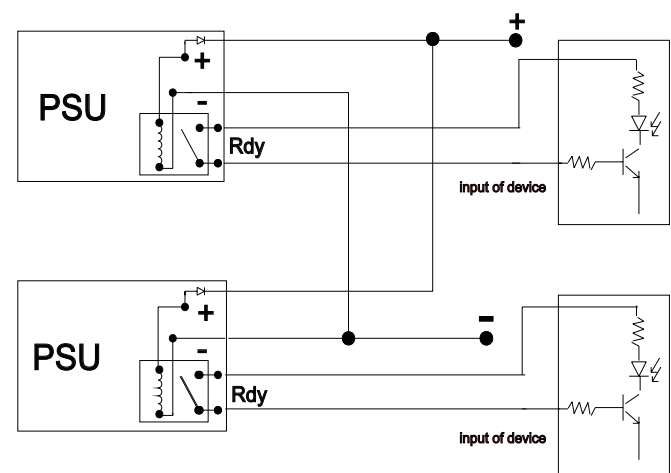 +
+
PSU
-
Rdy
input of device
+
-
PSU
-
Rdy
input of device